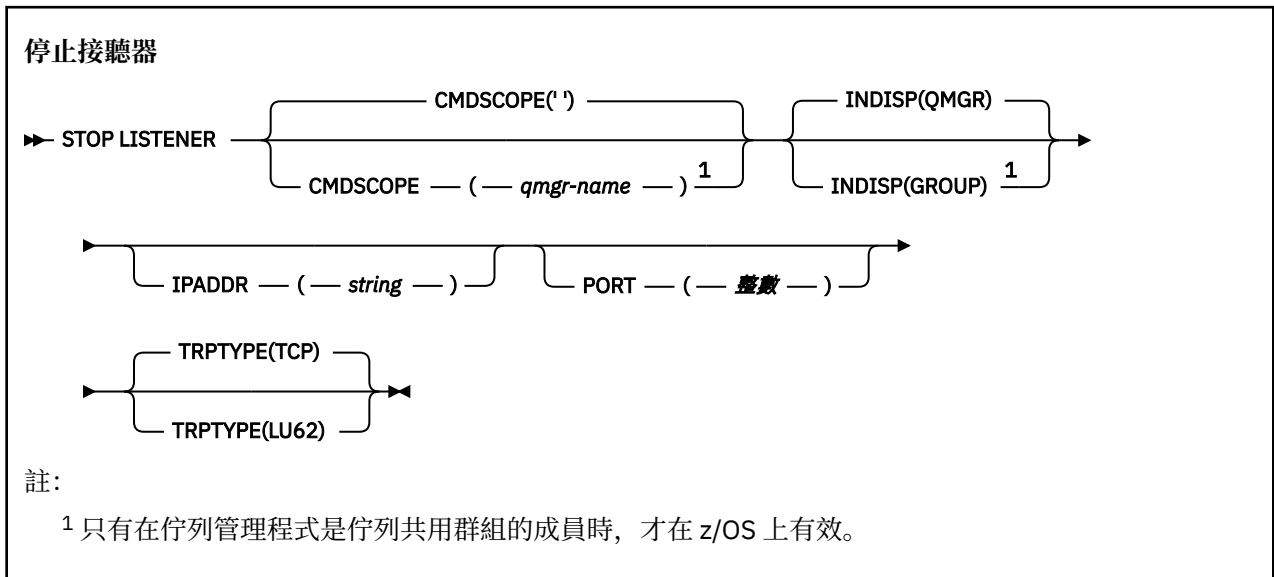 停止接聽器
CMDSCOPE(' ') INDISP(QMGR)
STOP LISTENER
CMDSCOPE ( qmgr-name ) 1 INDISP(GROUP) 1
IPADDR ( string ) PORT ( 整數 )
TRPTYPE(TCP)
TRPTYPE(LU62)
註：
1 只有在佇列管理程式是佇列共用群組的成員時，才在 z/OS 上有效。